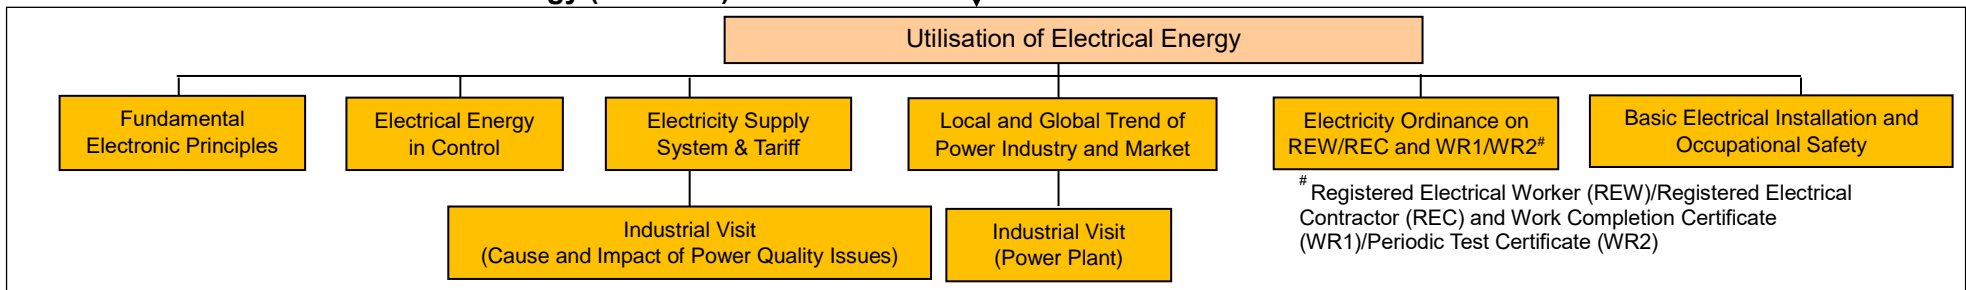 Utilisation of Electrical Energy
Fundamental
Electronic Principles
Electrical Energy
in Control
Electricity Supply
System & Tariff
Local and Global Trend of
Power Industry and Market
Electricity Ordinance on
REW/REC and WR1/WR2#
Basic Electrical Installation and
Occupational Safety
Industrial Visit
(Cause and Impact of Power Quality Issues)
Industrial Visit
(Power Plant)
# Registered Electrical Worker (REW)/Registered Electrical
Contractor (REC) and Work Completion Certificate
(WR1)/Periodic Test Certificate (WR2)